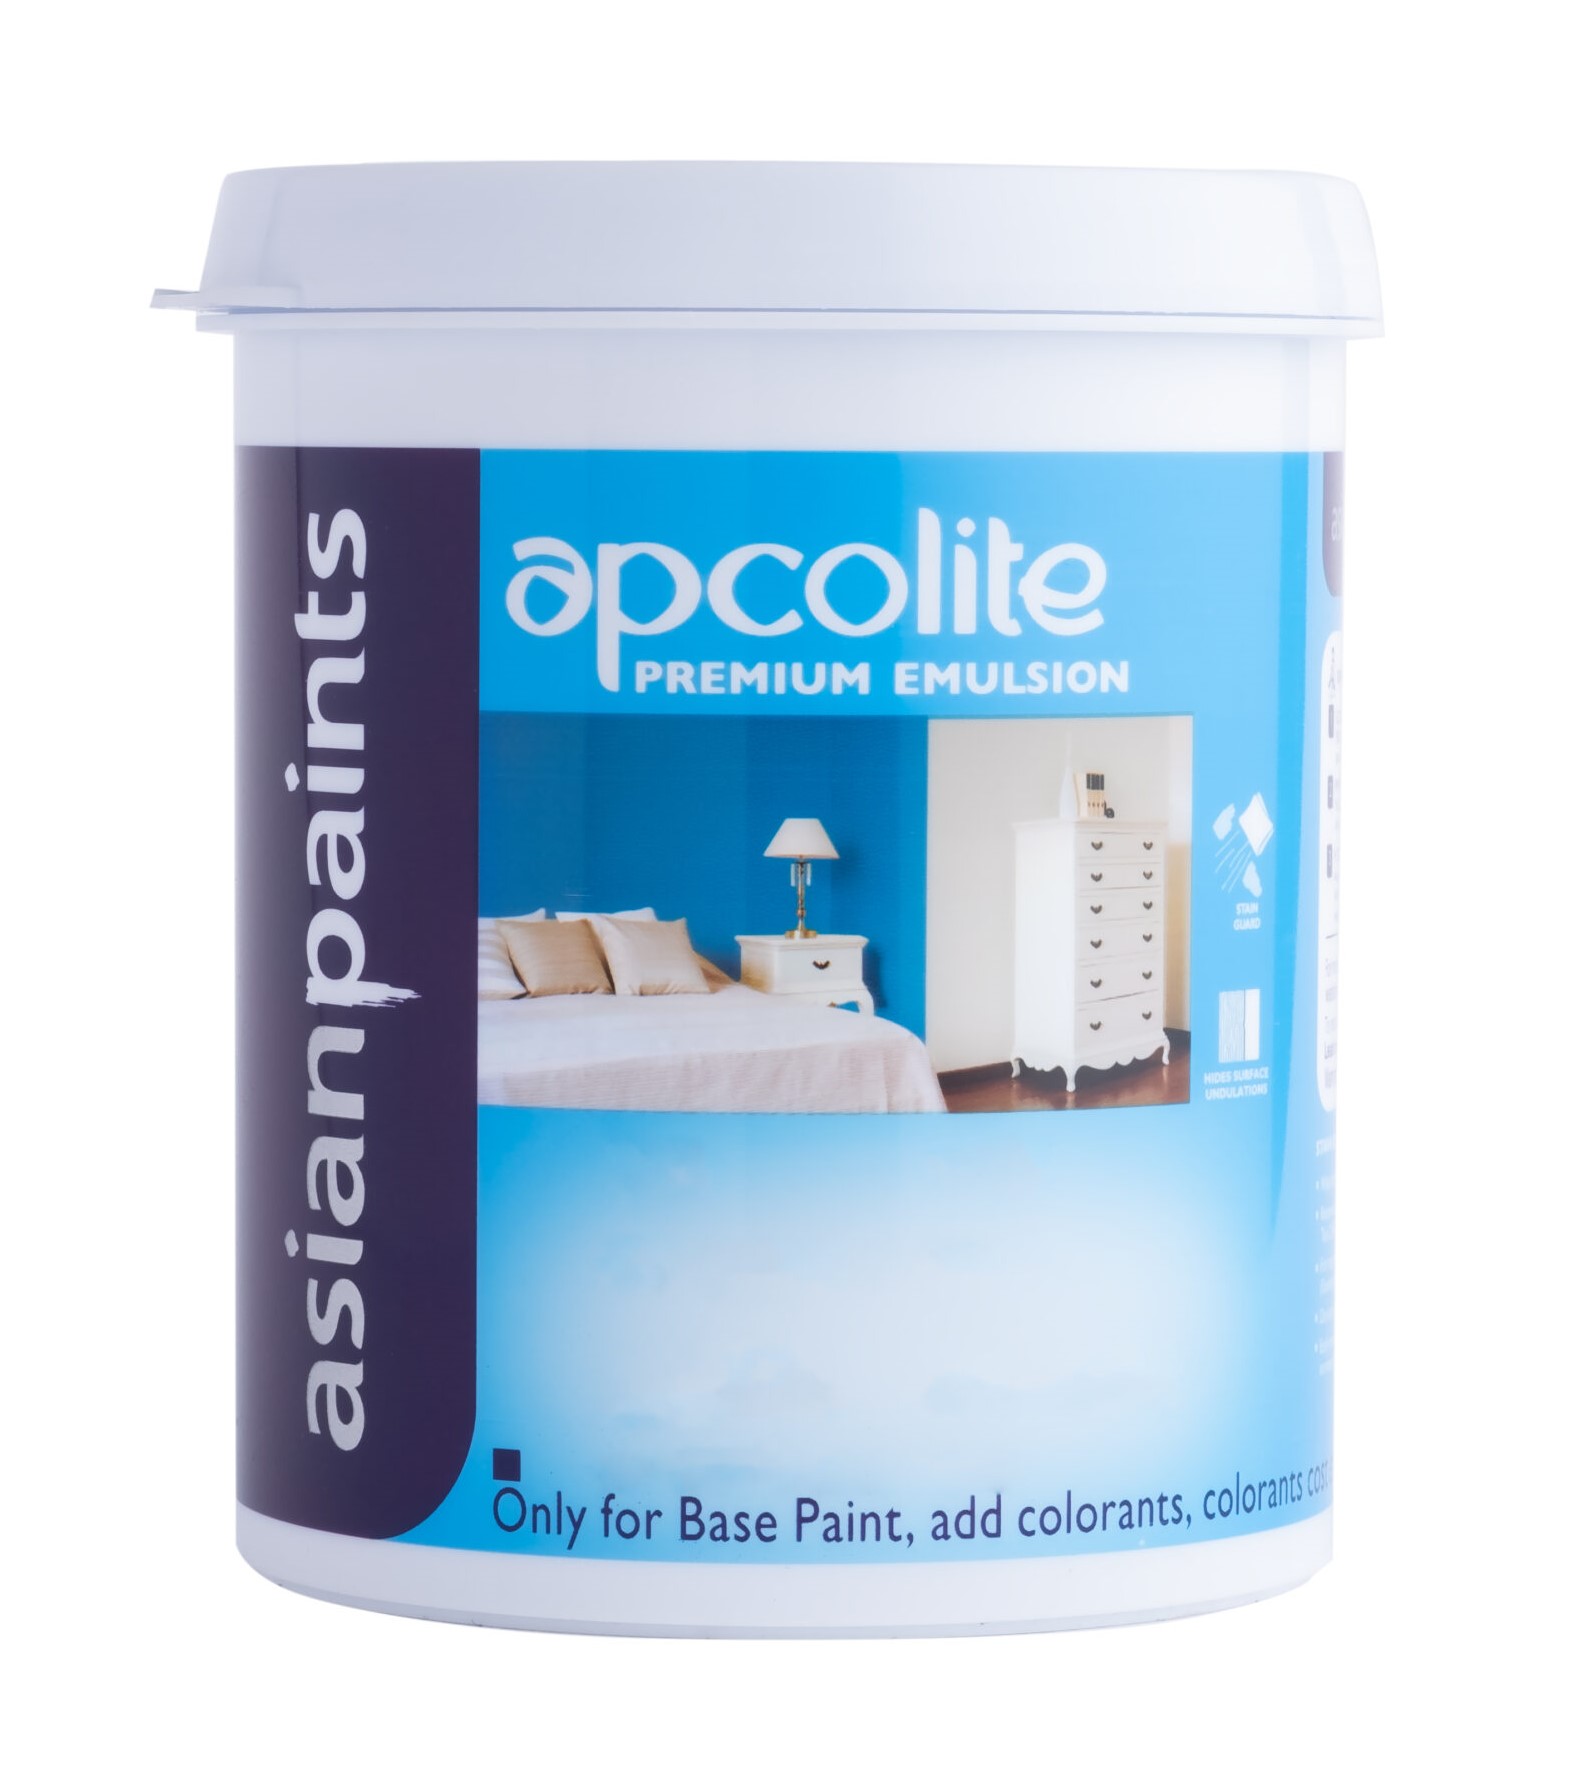 asianpaints
apcolite
PREMIUM EMULSION
STAIN
GUARD
HIDES SURFACE
UNDULATIONS
Only for Base Paint, add colorants, colorants cost